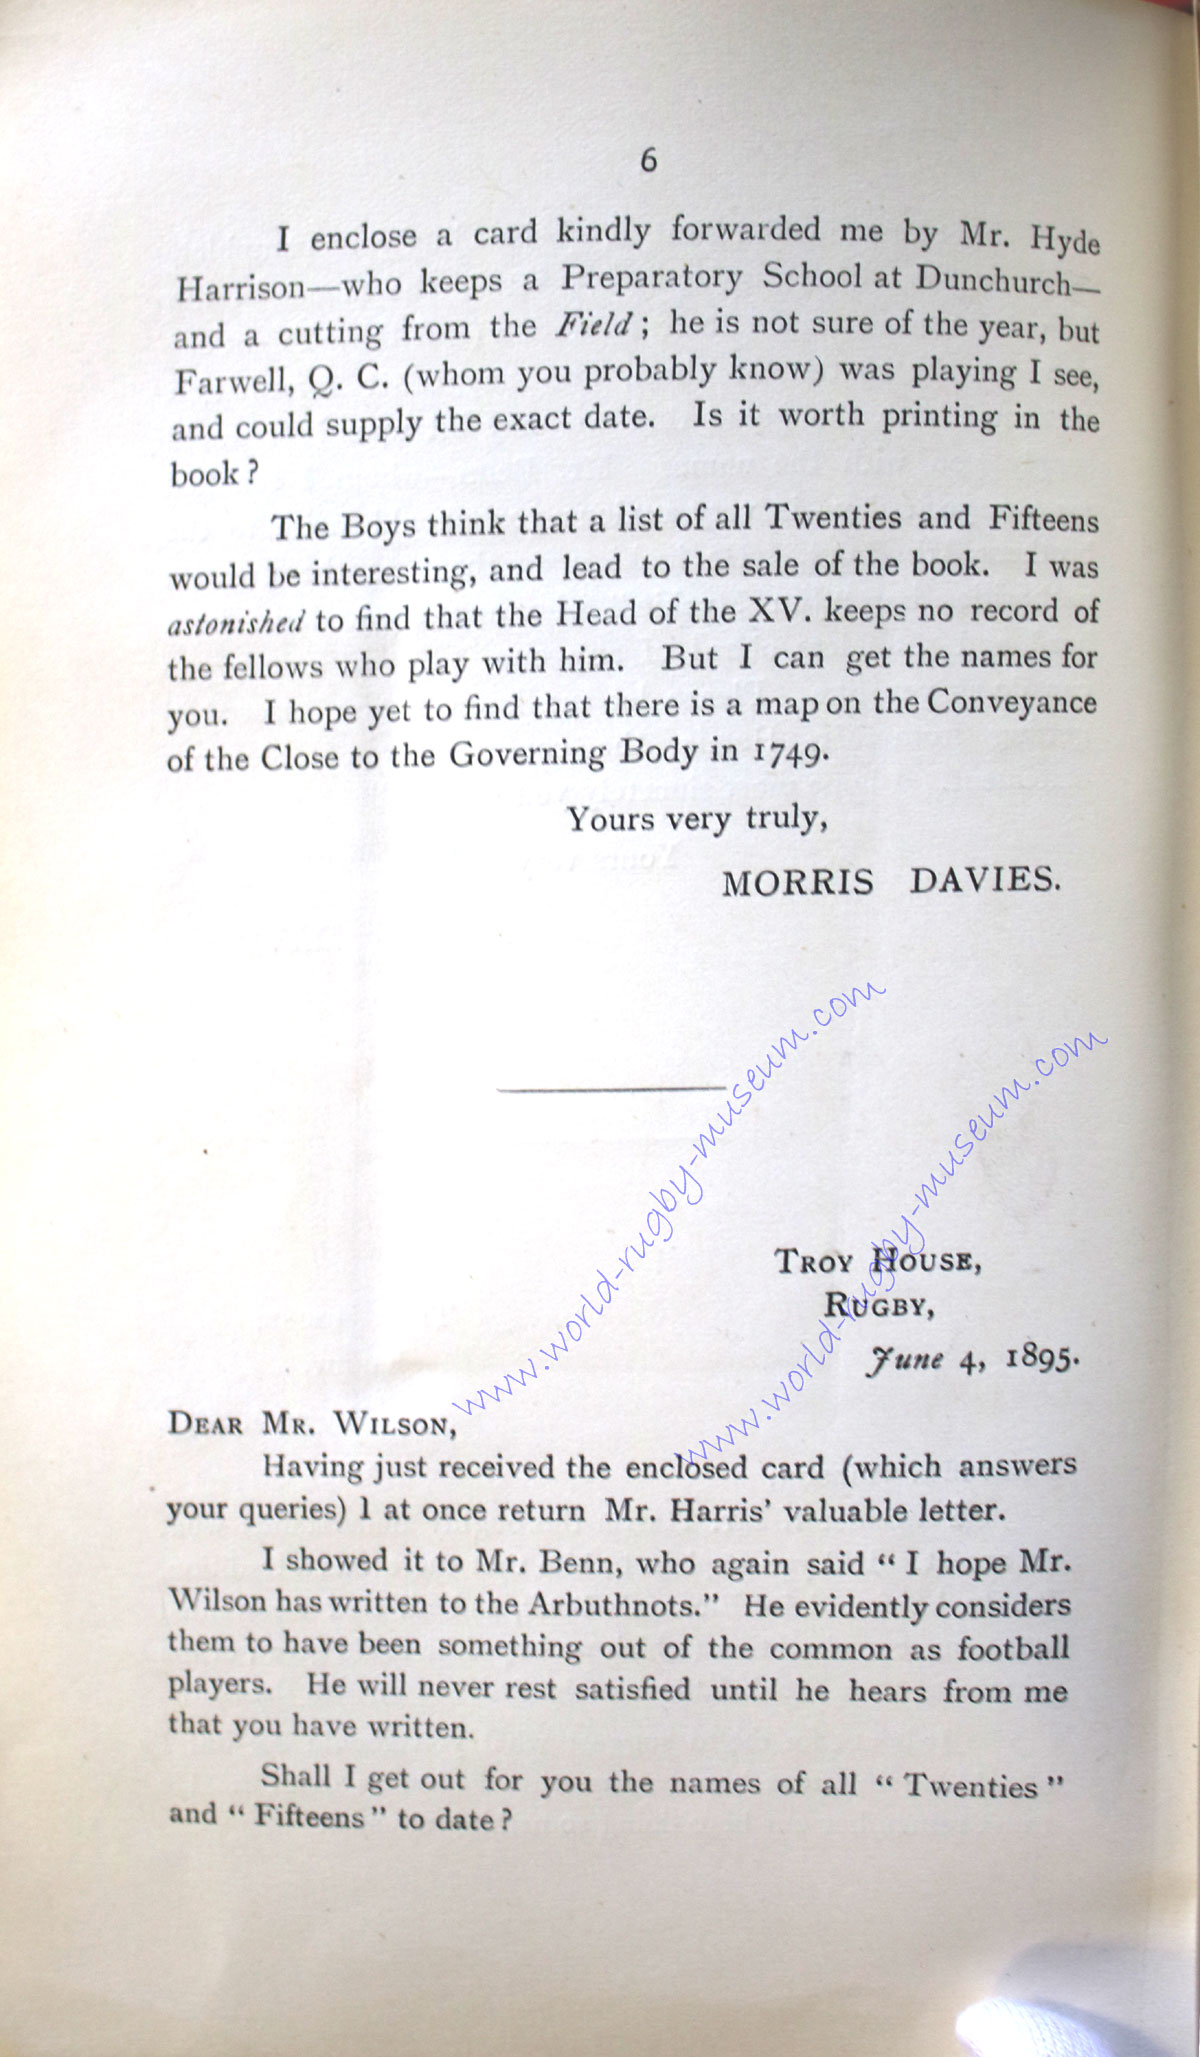 6
I enclose a card kindly forwarded me by Mr. Hyde
Harrison—who keeps a Preparatory School at Dunchurch—
and a cutting from the Field ; he is not sure of the year, but
Farwell, Q. C. (whom you probably know) was playing I see,
and could supply the exact date. Is it worth printing in the
book ?
The Boys think that a list of all Twenties and Fifteens
would be interesting, and lead to the sale of the book. I was
astonished to find that the Head of the XV. keeps no record of
the fellows who play with him. But I can get the names for
you. I hope yet to find that there is a map on the Conveyance
of the Close to the Governing Body in 1749.
Yours very truly,
MORRIS DAVIES.
www.world-rugby-museum.com
www.world-rugby-museum.com
TROY HOUSE,
RUGBY,
June 4, 1895.
DEAR MR. WILSON,
Having just received the enclosed card (which answers
your queries) I at once return Mr. Harris' valuable letter.
I showed it to Mr. Benn, who again said “ I hope Mr.
Wilson has written to the Arbuthnots.” He evidently considers
them to have been something out of the common as football
players. He will never rest satisfied until he hears from me
that you have written.
Shall I get out for you the names of all “ Twenties ”
and “ Fifteens ” to date ?